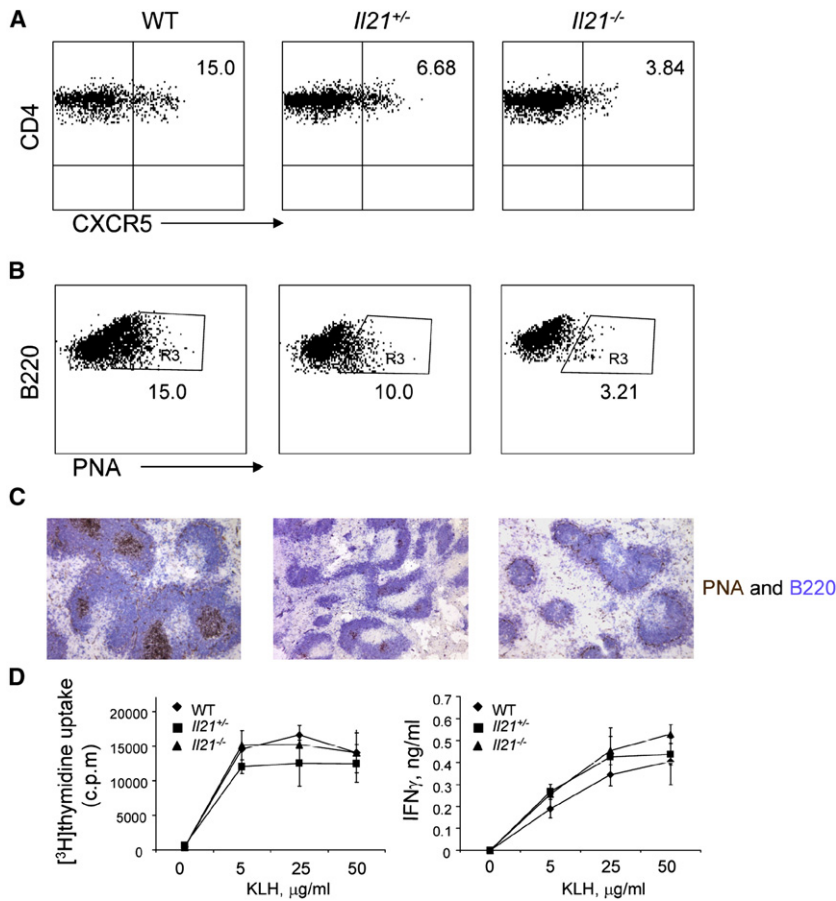 A
WT
Il21+/-
Il21-/-
15.0
6.68
3.84
CD4
CXCR5
B
R3
15.0
R3
10.0
R3
3.21
B220
PNA
C
PNA and B220
D
[³H]thymidine uptake
(c.p.m)
20000
15000
10000
5000
0
WT
Il21+/-
Il21-/-
0 5 25 50
KLH, µg/ml
IFNγ, ng/ml
0.7
0.6
0.5
0.4
0.3
0.2
0.1
0
WT
Il21+/-
Il21-/-
0 5 25 50
KLH, µg/ml